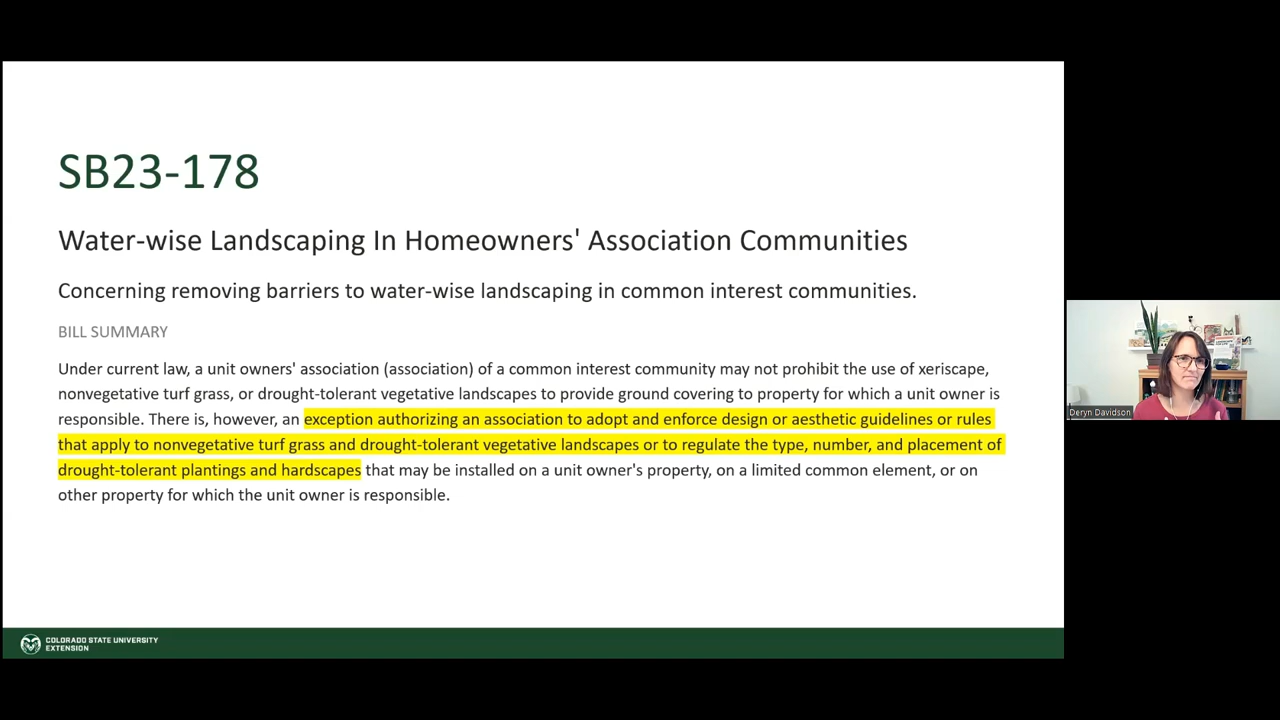 SB23-178
Water-wise Landscaping In Homeowners' Association Communities
Concerning removing barriers to water-wise landscaping in common interest communities.
BILL SUMMARY
Under current law, a unit owners' association (association) of a common interest community may not prohibit the use of xeriscape,
nonvegetative turf grass, or drought-tolerant vegetative landscapes to provide ground covering to property for which a unit owner is
responsible. There is, however, an exception authorizing an association to adopt and enforce design or aesthetic guidelines or rules
that apply to nonvegetative turf grass and drought-tolerant vegetative landscapes or to regulate the type, number, and placement of
drought-tolerant plantings and hardscapes that may be installed on a unit owner's property, on a limited common element, or on
other property for which the unit owner is responsible.
Deryn Davidson
COLORADO STATE UNIVERSITY
EXTENSION